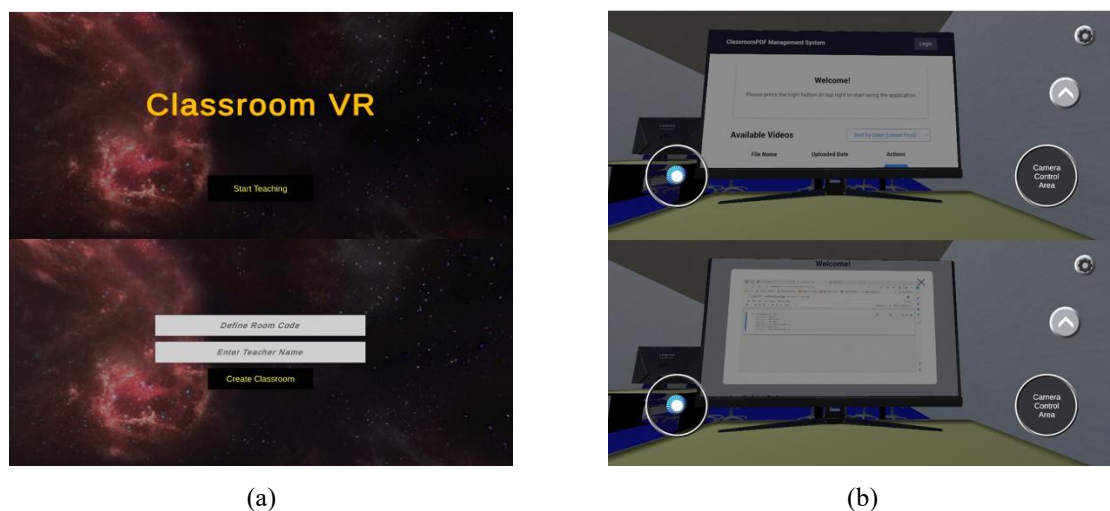 Classroom VR
Start Teaching
Define Room Code
Enter Teacher Name
Create Classroom
(a)
ClassroomPDF Management System
Login
Welcome!
Please press the login button on top right to start using the application.
Available Videos
Sort by Date (Latest First)
File Name Uploaded Date Actions
Camera
Control
Area
Welcome!
Camera
Control
Area
(b)